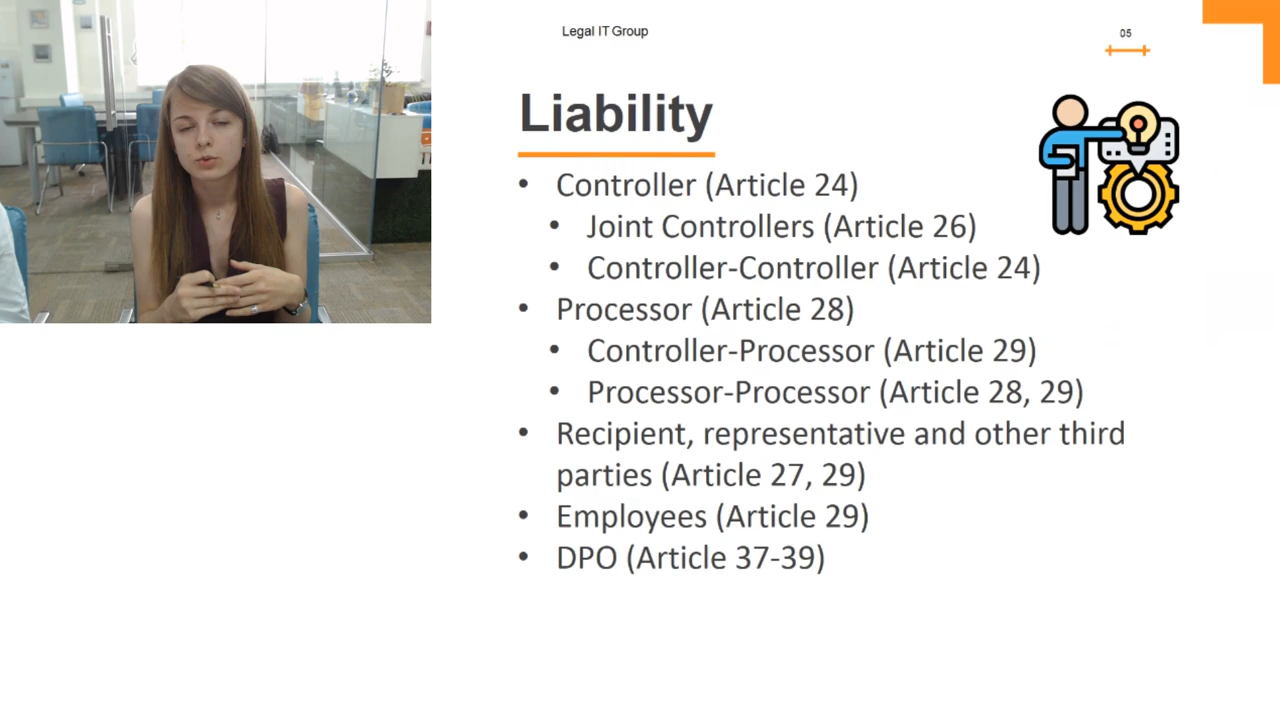 Legal IT Group
05
Liability
• Controller (Article 24)
• Joint Controllers (Article 26)
• Controller-Controller (Article 24)
• Processor (Article 28)
• Controller-Processor (Article 29)
• Processor-Processor (Article 28, 29)
• Recipient, representative and other third
parties (Article 27, 29)
• Employees (Article 29)
• DPO (Article 37-39)